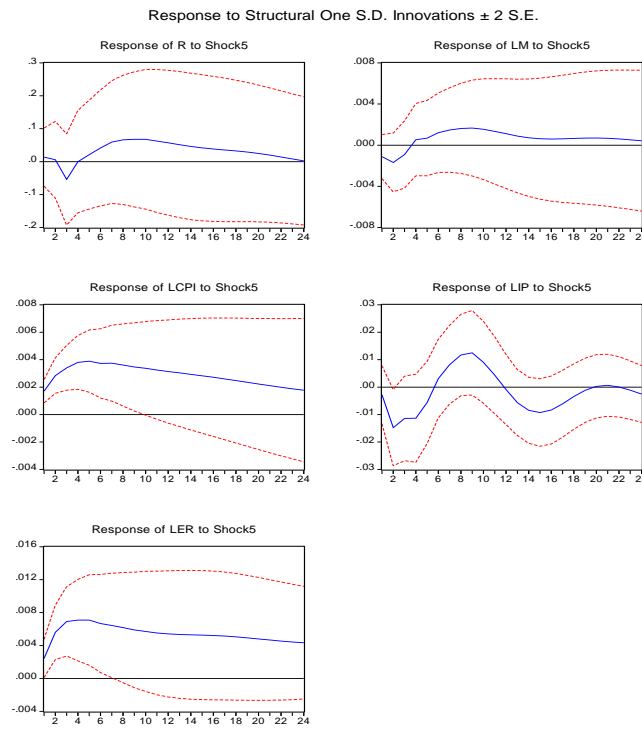 Response to Structural One S.D. Innovations ± 2 S.E.
Response of R to Shock5
.3
.2
.1
.0
-.1
-.2
2 4 6 8 10 12 14 16 18 20 22 24
Response of LM to Shock5
.008
.004
.000
-.004
-.008
2 4 6 8 10 12 14 16 18 20 22 24
Response of LCPI to Shock5
.008
.006
.004
.002
.000
-.002
-.004
2 4 6 8 10 12 14 16 18 20 22 24
Response of LIP to Shock5
.03
.02
.01
.00
-.01
-.02
-.03
2 4 6 8 10 12 14 16 18 20 22 24
Response of LER to Shock5
.016
.012
.008
.004
.000
-.004
2 4 6 8 10 12 14 16 18 20 22 24